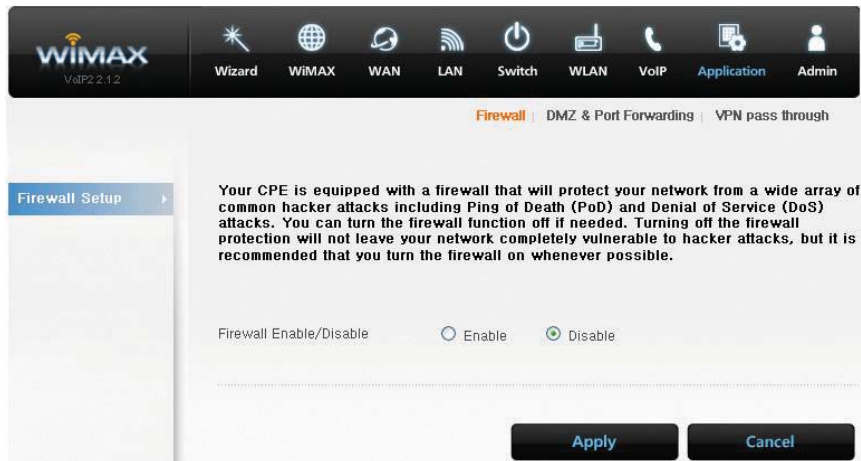 WiMAX
VoIP2 2.1.2
Wizard WiMAX WAN LAN Switch WLAN VoIP Application Admin
Firewall | DMZ & Port Forwarding | VPN pass through
Firewall Setup
Your CPE is equipped with a firewall that will protect your network from a wide array of
common hacker attacks including Ping of Death (PoD) and Denial of Service (DoS)
attacks. You can turn the firewall function off if needed. Turning off the firewall
protection will not leave your network completely vulnerable to hacker attacks, but it is
recommended that you turn the firewall on whenever possible.
Firewall Enable/Disable Enable Disable
Apply Cancel